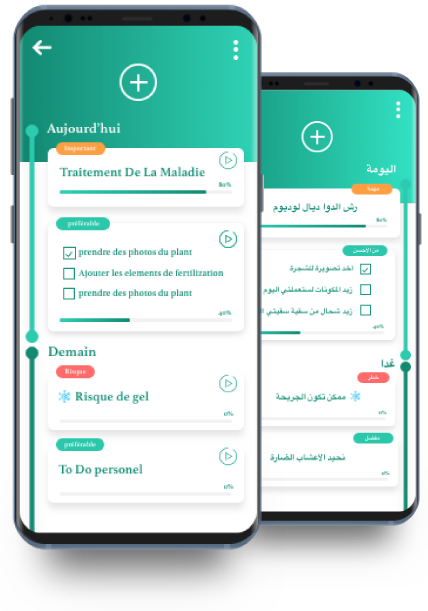 Aujourd'hui
Important
Traitement De La Maladie
80%
préférable
prendre des photos du plant
Ajouter les elements de fertilization
prendre des photos du plant
40%
Demain
Risque
Risque de gel
0%
préférable
To Do personel
0%
اليومة
مهمة
رش الدوا ديال لوديوم
80%
من الاحسن
اخد تصويرة للشجرة
زيد المكونات لستعملتي اليوم
زيد شحال من سقية سقيتي
40%
غدا
خطر
ممكن تكون الجريحة
0%
مفضل
نحيد الاعشاب الضارة
0%